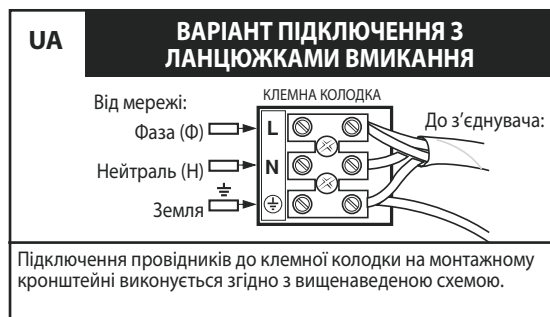 UA
ВАРІАНТ ПІДКЛЮЧЕННЯ З
ЛАНЦЮЖКАМИ ВМИКАННЯ
КЛЕМНА КОЛОДКА
Від мережі:
До з’єднувача:
Фаза (Ф)
L
Нейтраль (Н)
N
Земля
Підключення провідників до клемної колодки на монтажному
кронштейні виконується згідно з вищенаведеною схемою.